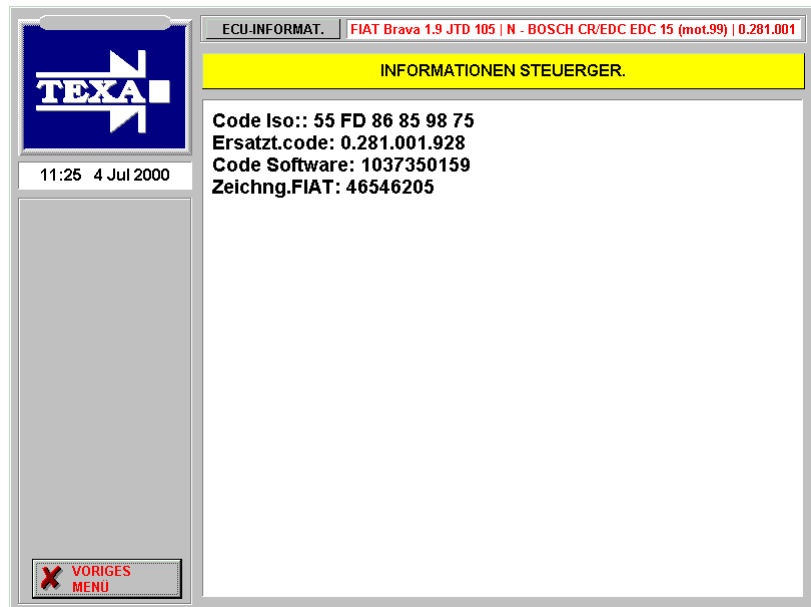 ECU-INFORMAT.
FIAT Brava 1.9 JTD 105 | N - BOSCH CR/EDC EDC 15 (mot.99) | 0.281.001
INFORMATIONEN STEUERGER.
TEXA
11:25 4 Jul 2000
Code Iso:: 55 FD 86 85 98 75
Ersatzt.code: 0.281.001.928
Code Software: 1037350159
Zeichng.FIAT: 46546205
VORIGES
MENÜ